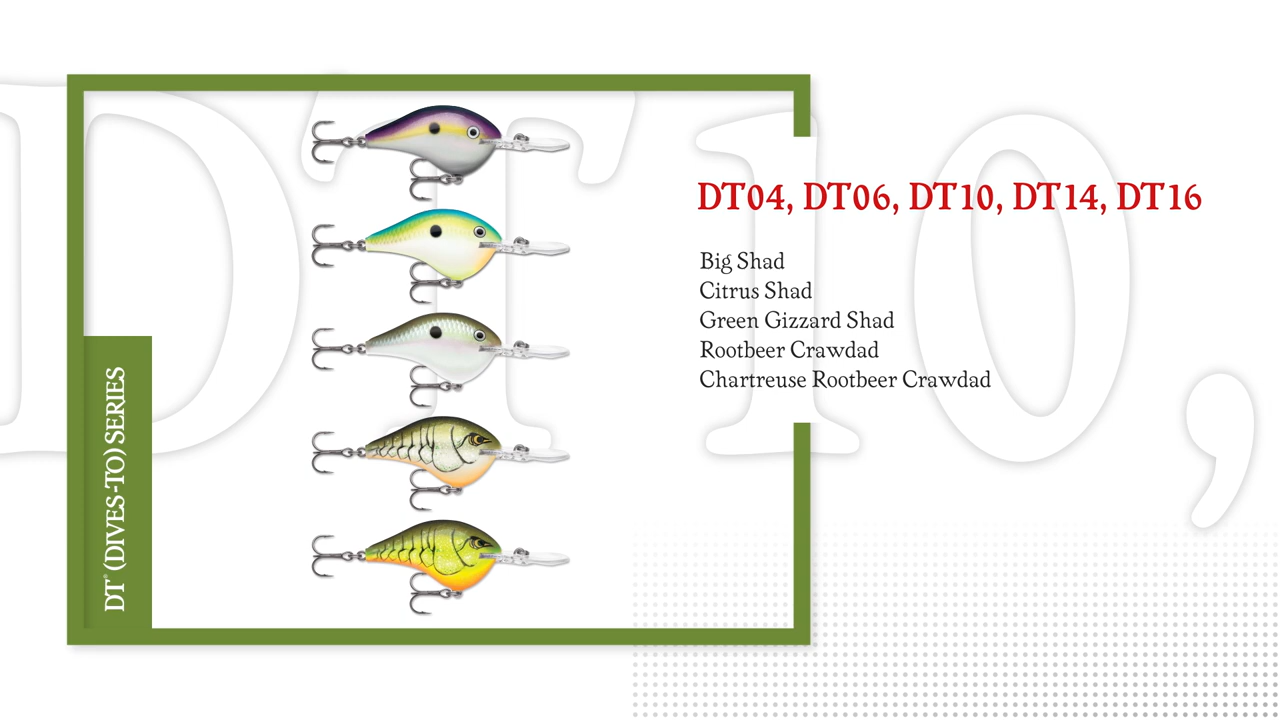 DT10,
DT04, DT06, DT10, DT14, DT16
Big Shad
Citrus Shad
Green Gizzard Shad
Rootbeer Crawdad
Chartreuse Rootbeer Crawdad
DT® (DIVES-TO) SERIES